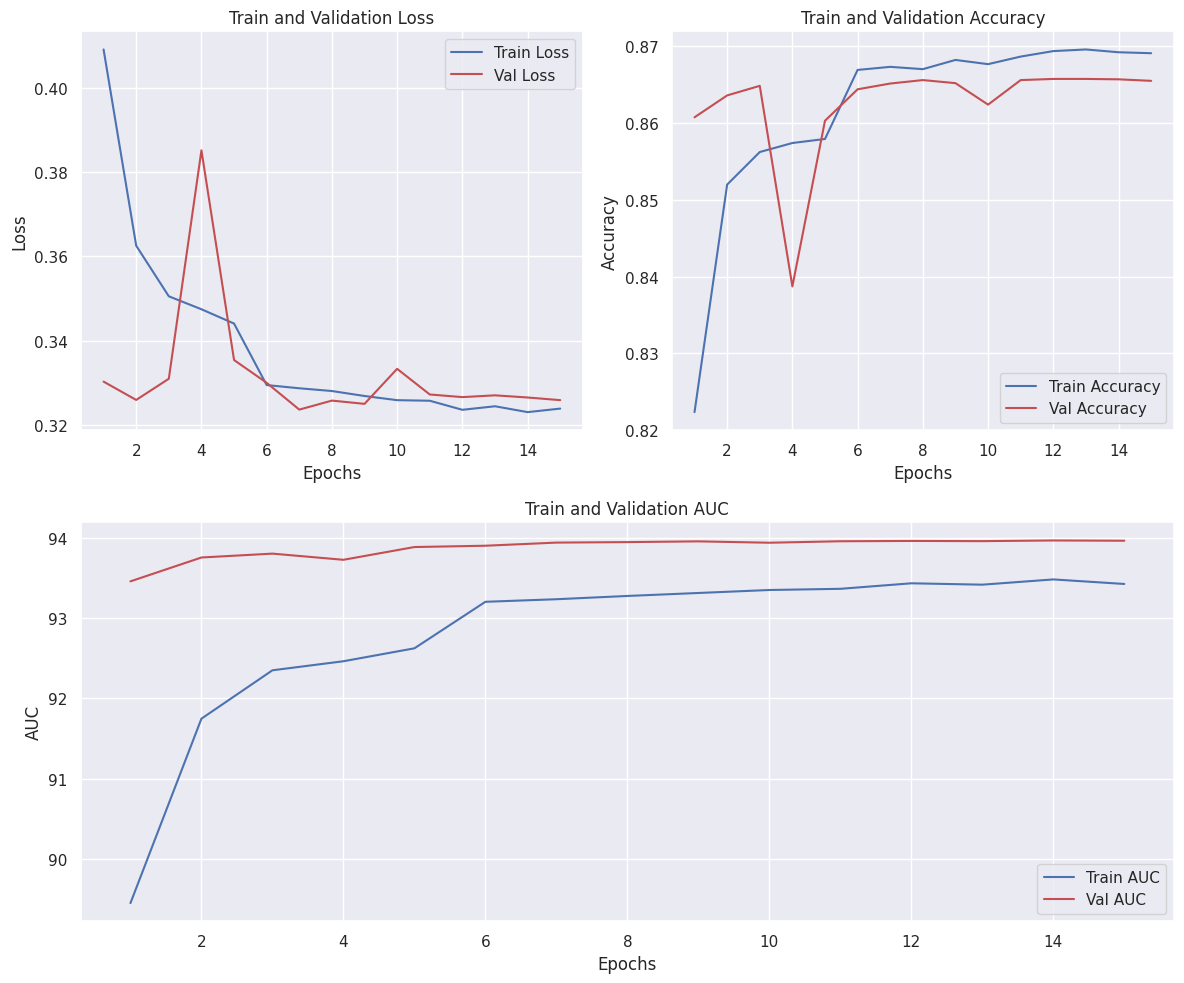 Train and Validation Loss
Train Loss
Val Loss
0.40
0.38
0.36
0.34
0.32
Loss
2 4 6 8 10 12 14
Epochs
Train and Validation Accuracy
0.87
0.86
0.85
0.84
0.83
0.82
Accuracy
Train Accuracy
Val Accuracy
2 4 6 8 10 12 14
Epochs
Train and Validation AUC
94
93
92
91
90
AUC
Train AUC
Val AUC
2 4 6 8 10 12 14
Epochs